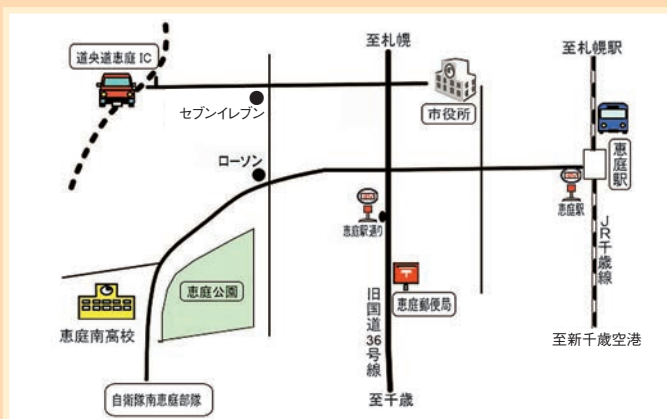 至札幌
至札幌駅
道央道恵庭IC
セブンイレブン
市役所
恵庭駅
ローソン
恵庭駅
恵庭駅通り
JR千歳線
恵庭公園
恵庭郵便局
旧国道36号線
恵庭南高校
至新千歳空港
自衛隊南恵庭部隊
至千歳